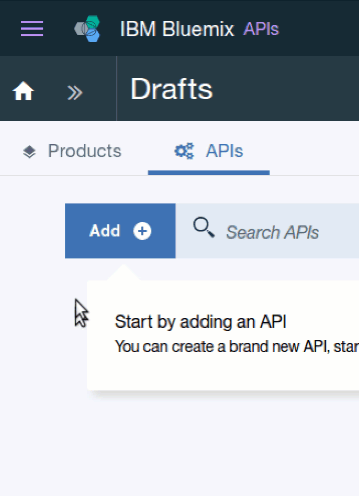 IBM Bluemix APIs
Drafts
Products APIs
Add Search APIs
Start by adding an API
You can create a brand new API,